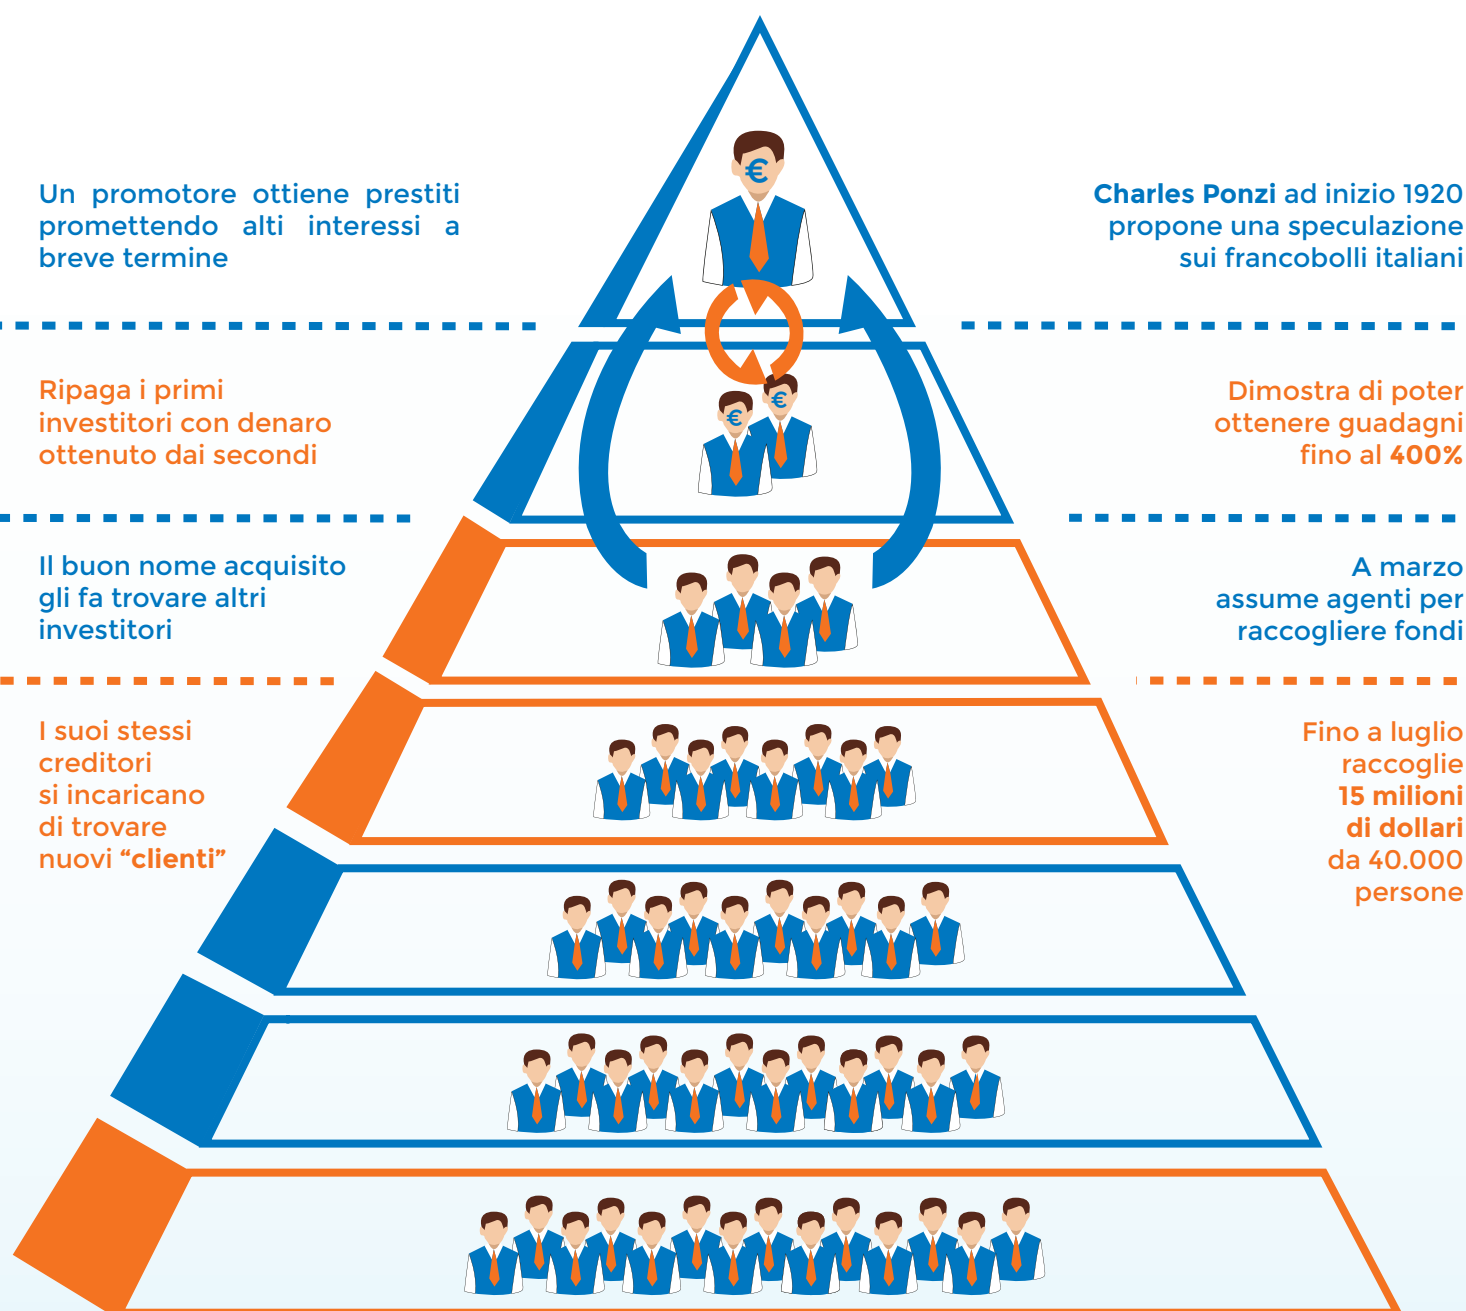 Un promotore ottiene prestiti
promettendo alti interessi a
breve termine
Charles Ponzi ad inizio 1920
propone una speculazione
sui francobolli italiani
€
Ripaga i primi
investitori con denaro
ottenuto dai secondi
€
€
Dimostra di poter
ottenere guadagni
fino al 400%
Il buon nome acquisito
gli fa trovare altri
investitori
A marzo
assume agenti per
raccogliere fondi
I suoi stessi
creditori
si incaricano
di trovare
nuovi “clienti”
Fino a luglio
raccoglie
15 milioni
di dollari
da 40.000
persone